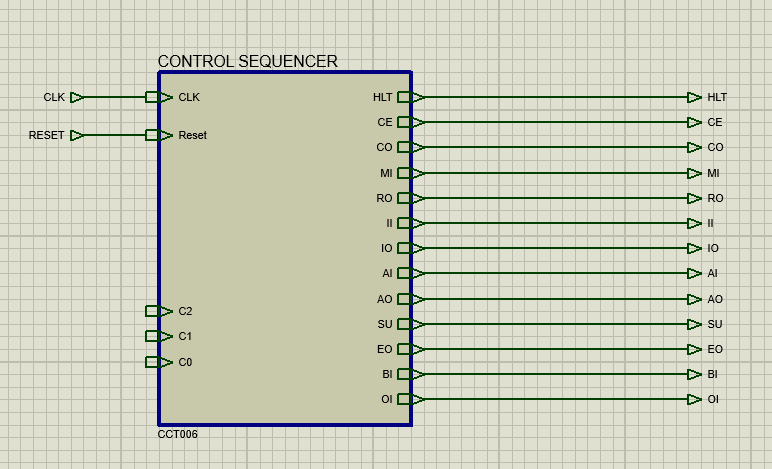 CONTROL SEQUENCER
CLK CLK HLT HLT
CE CE
RESET Reset
CO CO
MI MI
RO RO
II II
IO IO
AI AI
AO AO
C2
SU SU
C1
EO EO
C0
BI BI
OI OI
CCT006